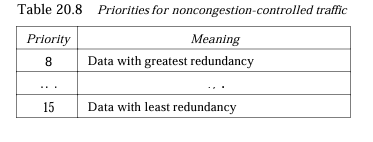 Table 20.8 Priorities for noncongestion-controlled traffic
Priority Meaning
8 Data with greatest redundancy
.. . ., .
15 Data with least redundancy